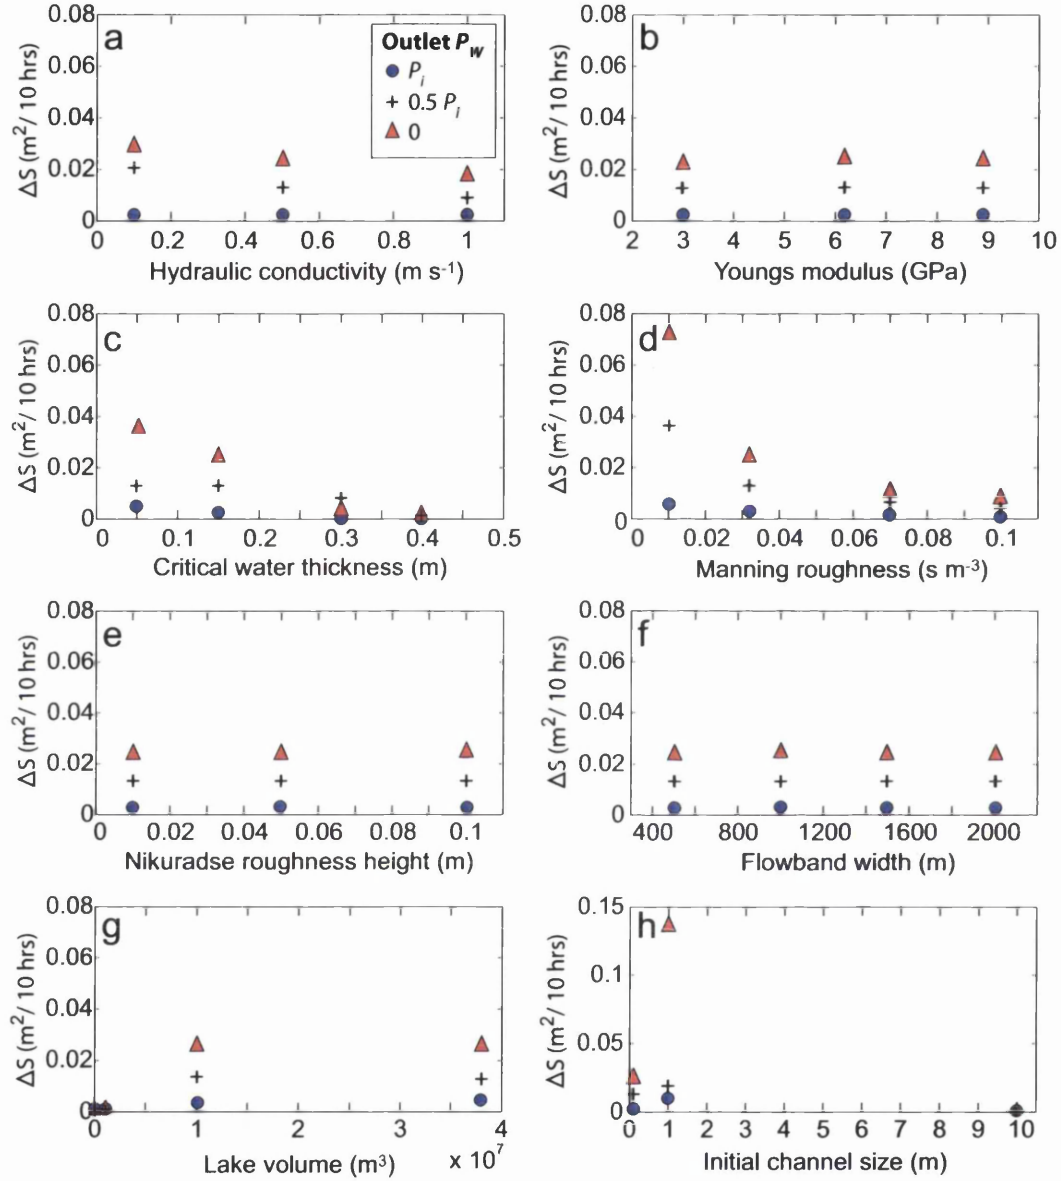 a
Outlet P_w
P_i
0.5 P_i
0
0.08
0.06
0.04
0.02
0
ΔS (m²/ 10 hrs)
0 0.2 0.4 0.6 0.8 1
Hydraulic conductivity (m s⁻¹)
b
0.08
0.06
0.04
0.02
0
ΔS (m²/ 10 hrs)
2 3 4 5 6 7 8 9 10
Youngs modulus (GPa)
c
0.08
0.06
0.04
0.02
0
ΔS (m²/ 10 hrs)
0 0.1 0.2 0.3 0.4 0.5
Critical water thickness (m)
d
0.08
0.06
0.04
0.02
0
ΔS (m²/ 10 hrs)
0 0.02 0.04 0.06 0.08 0.1
Manning roughness (s m⁻³)
e
0.08
0.06
0.04
0.02
0
ΔS (m²/ 10 hrs)
0 0.02 0.04 0.06 0.08 0.1
Nikuradse roughness height (m)
f
0.08
0.06
0.04
0.02
0
ΔS (m²/ 10 hrs)
400 800 1200 1600 2000
Flowband width (m)
g
0.08
0.06
0.04
0.02
0
ΔS (m²/ 10 hrs)
0 1 2 3 4
Lake volume (m³) x 10⁷
h
0.15
0.1
0.05
0
ΔS (m²/ 10 hrs)
0 1 2 3 4 5 6 7 8 9 10
Initial channel size (m)